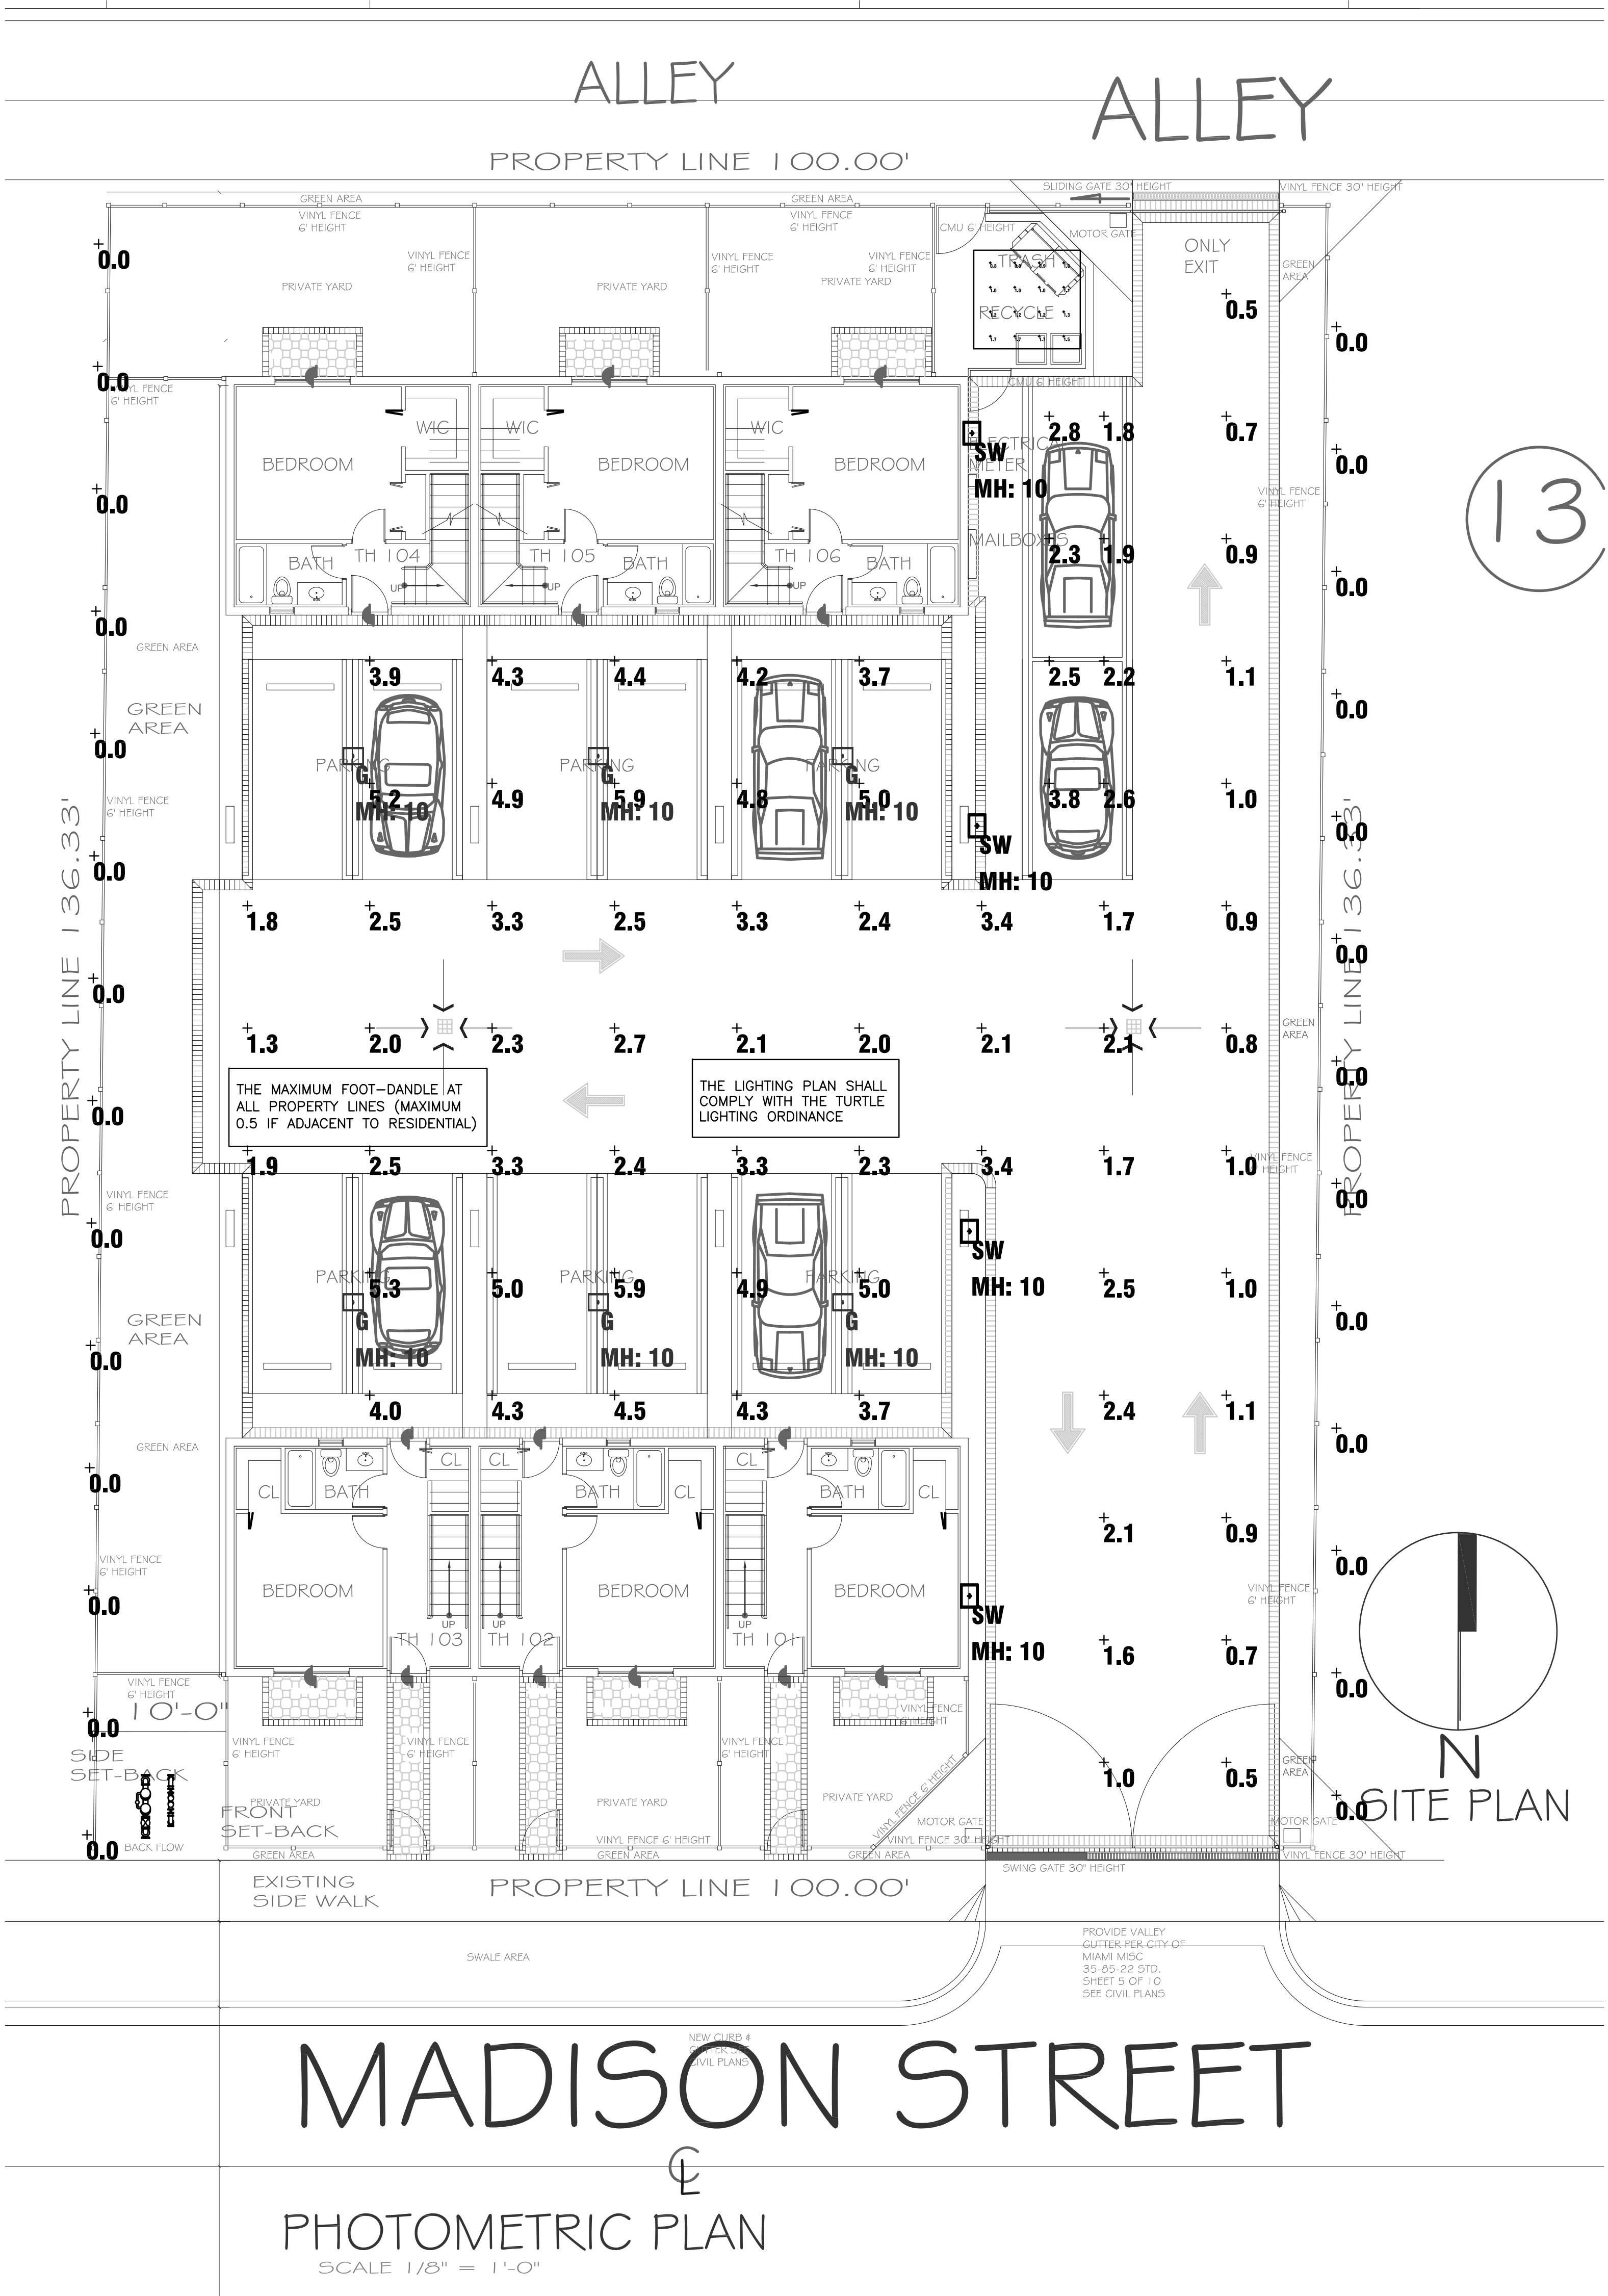 ALLEY
ALLEY
PROPERTY LINE 100.00'
SLIDING GATE 30" HEIGHT
VINYL FENCE 30" HEIGHT
GREEN AREA
GREEN AREA
VINYL FENCE
6' HEIGHT
VINYL FENCE
6' HEIGHT
CMU 6' HEIGHT
MOTOR GATE
ONLY
EXIT
0.0
VINYL FENCE
6' HEIGHT
VINYL FENCE
6' HEIGHT
VINYL FENCE
6' HEIGHT
TRASH
GREEN
AREA
PRIVATE YARD
PRIVATE YARD
PRIVATE YARD
RECYCLE
0.5
0.0
0.0
VINYL FENCE
6' HEIGHT
CMU 6' HEIGHT
WIC
WIC
WIC
2.8
1.8
0.7
SW
ELECTRICAL
METER
BEDROOM
BEDROOM
BEDROOM
0.0
MH: 10
VINYL FENCE
6' HEIGHT
0.0
13
MAILBOXES
BATH
TH 104
TH 105
BATH
TH 106
BATH
2.3
1.9
0.9
UP
UP
UP
0.0
0.0
GREEN AREA
3.9
4.3
4.4
4.2
3.7
2.5
2.2
1.1
GREEN
AREA
0.0
0.0
PARKING
PARKING
PARKING
G
G
G
5.2
4.9
5.9
4.8
5.0
3.8
2.6
1.0
MH: 10
MH: 10
MH: 10
VINYL FENCE
6' HEIGHT
0.0
SW
MH: 10
0.0
PROPERTY LINE 136.33'
PROPERTY LINE 136.33'
1.8
2.5
3.3
2.5
3.3
2.4
3.4
1.7
0.9
0.0
0.0
1.3
2.0
2.3
2.7
2.1
2.0
2.1
2.1
0.8
GREEN
AREA
0.0
THE MAXIMUM FOOT-DANDLE AT
ALL PROPERTY LINES (MAXIMUM
0.5 IF ADJACENT TO RESIDENTIAL)
THE LIGHTING PLAN SHALL
COMPLY WITH THE TURTLE
LIGHTING ORDINANCE
0.0
1.9
2.5
3.3
2.4
3.3
2.3
3.4
1.7
1.0
VINYL FENCE
6' HEIGHT
VINYL FENCE
6' HEIGHT
0.0
0.0
SW
MH: 10
PARKING
PARKING
PARKING
5.3
5.0
5.9
4.9
5.0
2.5
1.0
GREEN
AREA
G
G
G
0.0
0.0
MH: 10
MH: 10
MH: 10
4.0
4.3
4.5
4.3
3.7
2.4
1.1
GREEN AREA
0.0
CL
CL
CL
0.0
CL
BATH
BATH
CL
BATH
CL
2.1
0.9
VINYL FENCE
6' HEIGHT
0.0
BEDROOM
BEDROOM
BEDROOM
VINYL FENCE
6' HEIGHT
0.0
SW
UP
UP
UP
TH 103
TH 102
TH 101
MH: 10
1.6
0.7
VINYL FENCE
6' HEIGHT
10'-0"
0.0
0.0
VINYL FENCE
6' HEIGHT
VINYL FENCE
6' HEIGHT
VINYL FENCE
6' HEIGHT
VINYL FENCE
6' HEIGHT
SIDE
SET-BACK
N
SITE PLAN
1.0
0.5
GREEN
AREA
PRIVATE YARD
PRIVATE YARD
PRIVATE YARD
VINYL FENCE 6' HEIGHT
FRONT
SET-BACK
MOTOR GATE
MOTOR GATE
0.0
0.0
BACK FLOW
VINYL FENCE 6' HEIGHT
VINYL FENCE 30" HEIGHT
GREEN AREA
GREEN AREA
GREEN AREA
VINYL FENCE 30" HEIGHT
SWING GATE 30" HEIGHT
EXISTING
SIDE WALK
PROPERTY LINE 100.00'
SWALE AREA
PROVIDE VALLEY
GUTTER PER CITY OF
MIAMI MISC
35-85-22 STD.
SHEET 5 OF 10
SEE CIVIL PLANS
NEW CURB &
GUTTER SEE
CIVIL PLANS
MADISON STREET
CL
PHOTOMETRIC PLAN
SCALE 1/8" = 1'-0"